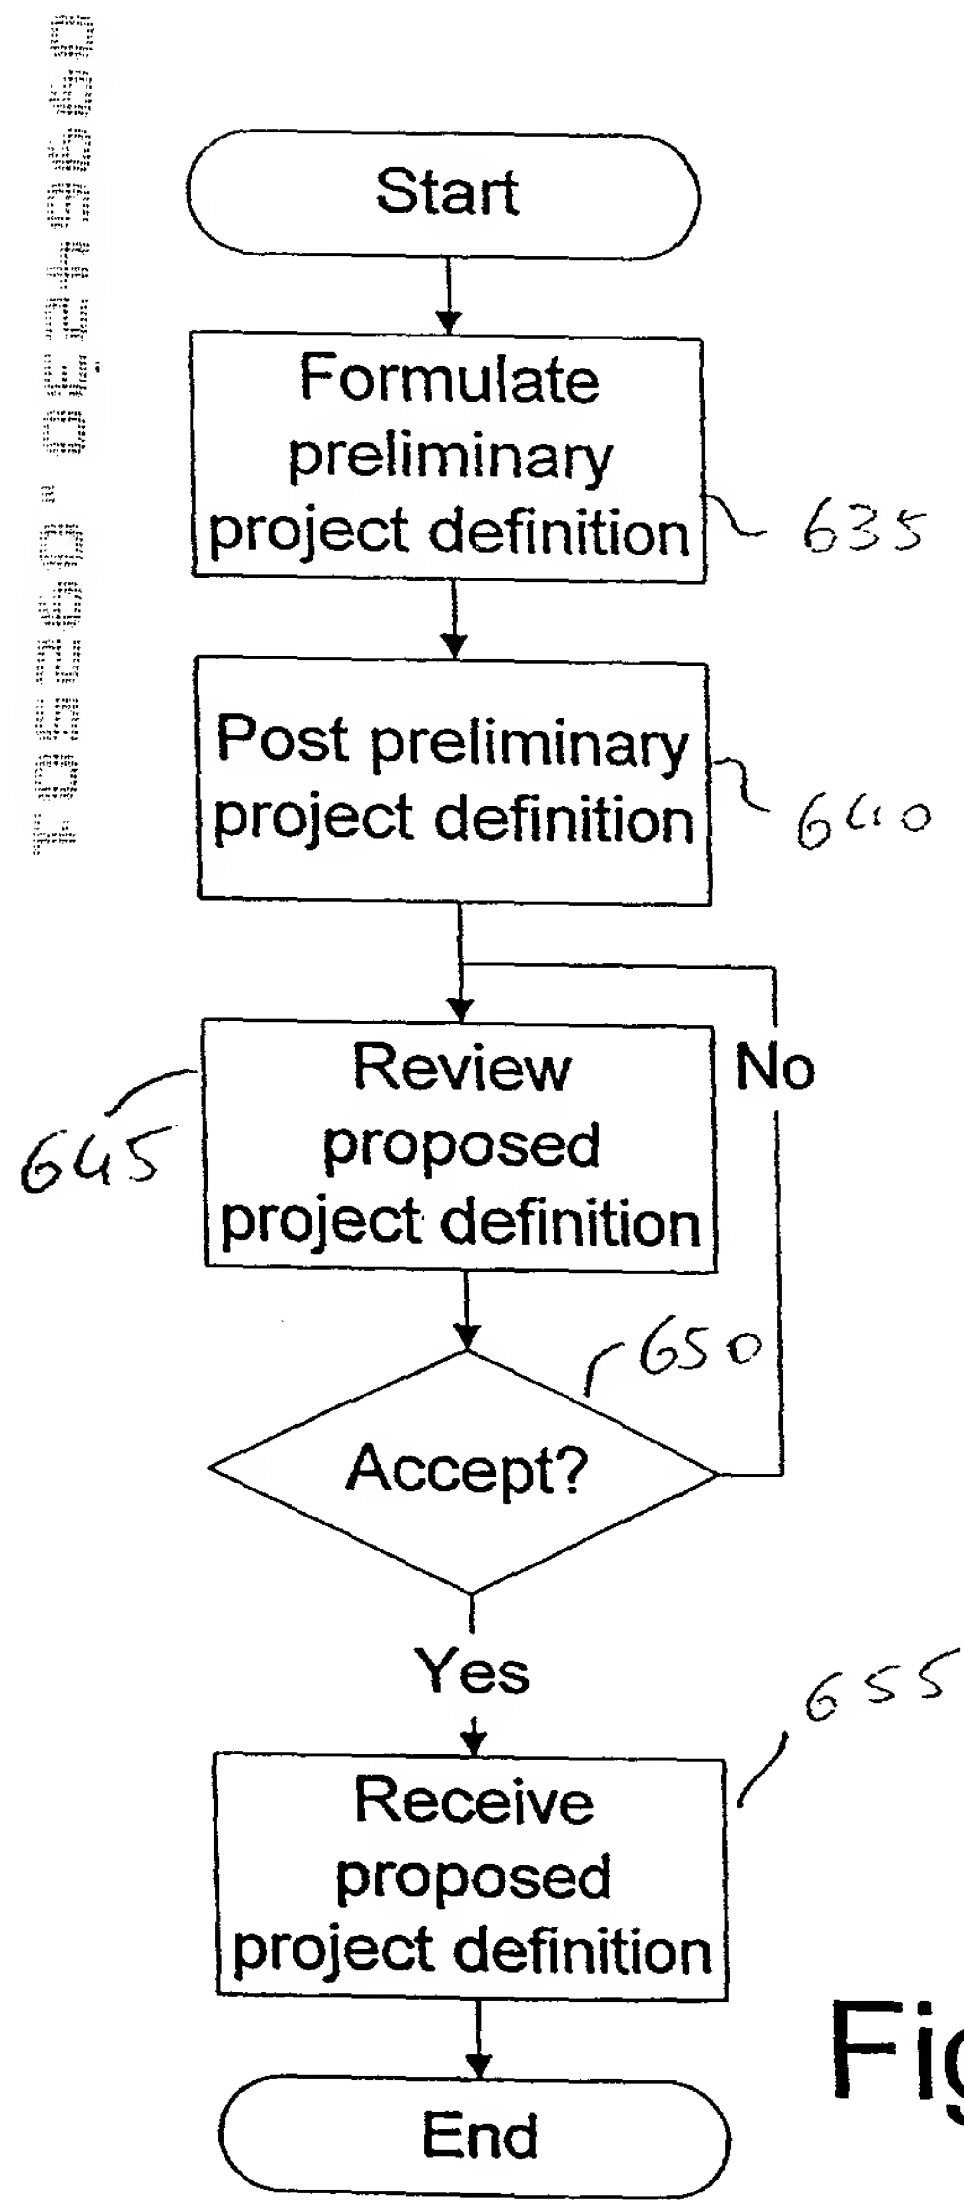 Start
Formulate
preliminary
project definition
635
Post preliminary
project definition
640
Review
proposed
project definition
No
645
650
Accept?
Yes
655
Receive
proposed
project definition
Fig
End